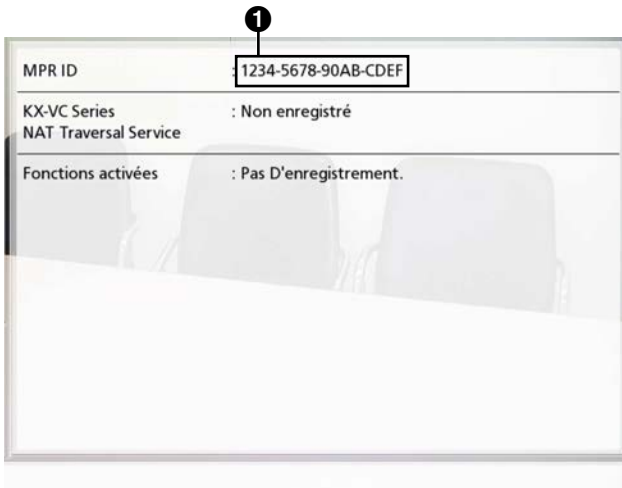 ❶
MPR ID : 1234-5678-90AB-CDEF
KX-VC Series : Non enregistré
NAT Traversal Service
Fonctions activées : Pas D'enregistrement.